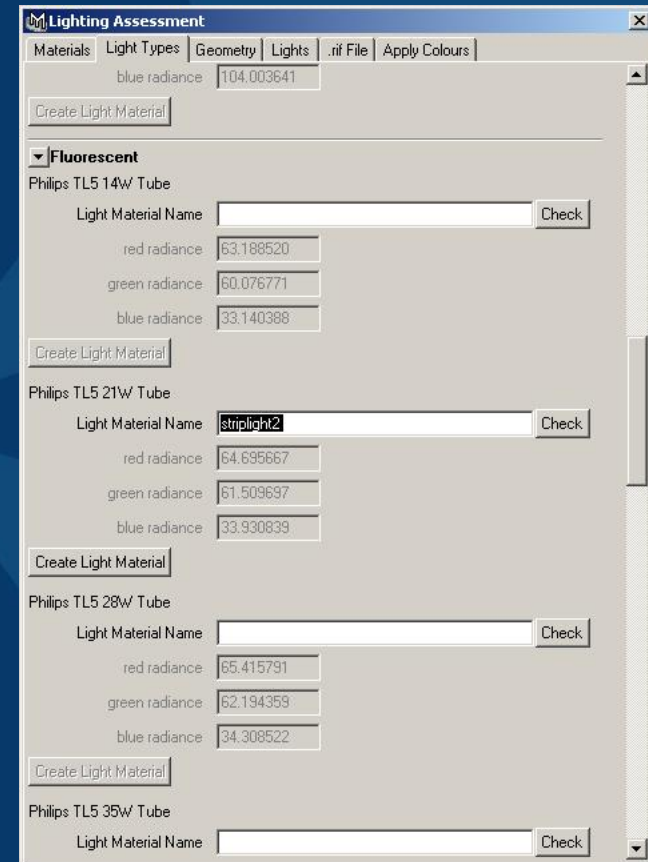 Lighting Assessment
Materials Light Types Geometry Lights .rif File Apply Colours
blue radiance 104.003641
Create Light Material
Fluorescent
Philips TL5 14W Tube
Light Material Name Check
red radiance 63.188520
green radiance 60.076771
blue radiance 33.140388
Create Light Material
Philips TL5 21W Tube
Light Material Name striplight2 Check
red radiance 64.695667
green radiance 61.509697
blue radiance 33.930839
Create Light Material
Philips TL5 28W Tube
Light Material Name Check
red radiance 65.415791
green radiance 62.194359
blue radiance 34.308522
Create Light Material
Philips TL5 35W Tube
Light Material Name Check